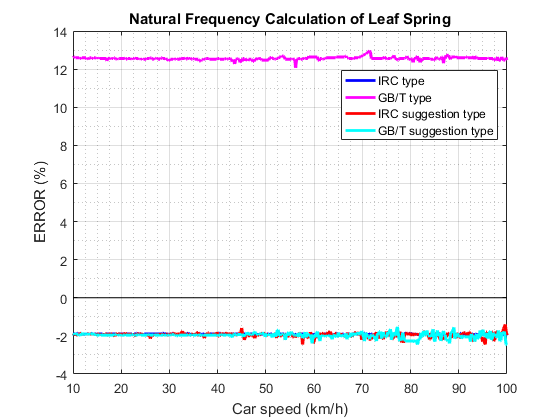 Natural Frequency Calculation of Leaf Spring
14
12
10
8
6
4
2
0
-2
-4
ERROR (%)
IRC type
GB/T type
IRC suggestion type
GB/T suggestion type
10 20 30 40 50 60 70 80 90 100
Car speed (km/h)